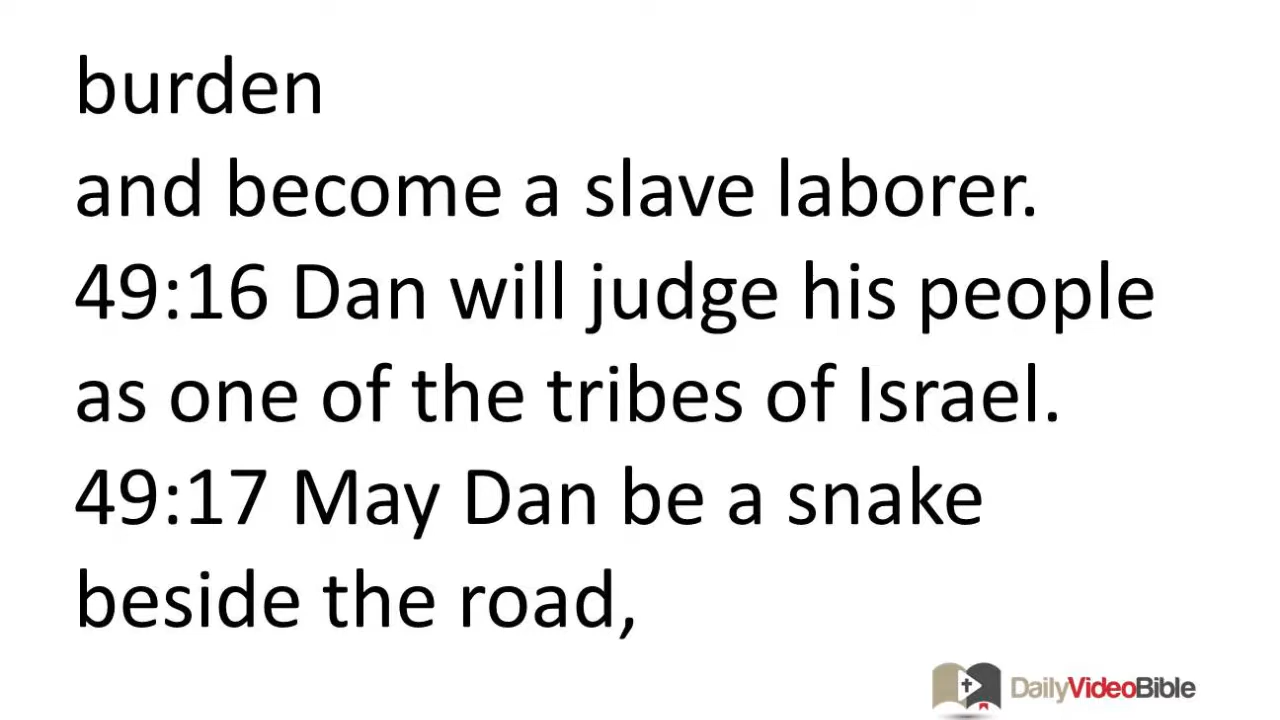 burden
and become a slave laborer.
49:16 Dan will judge his people
as one of the tribes of Israel.
49:17 May Dan be a snake
beside the road,
DailyVideoBible